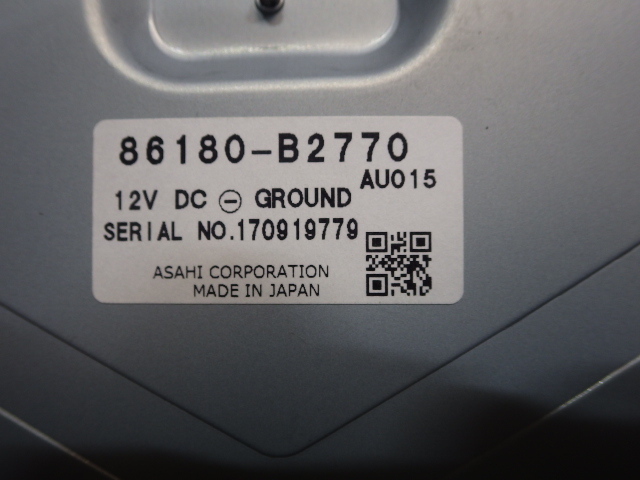 86180-B2770
AU015
12V DC ⊖ GROUND
SERIAL NO.170919779
ASAHI CORPORATION
MADE IN JAPAN